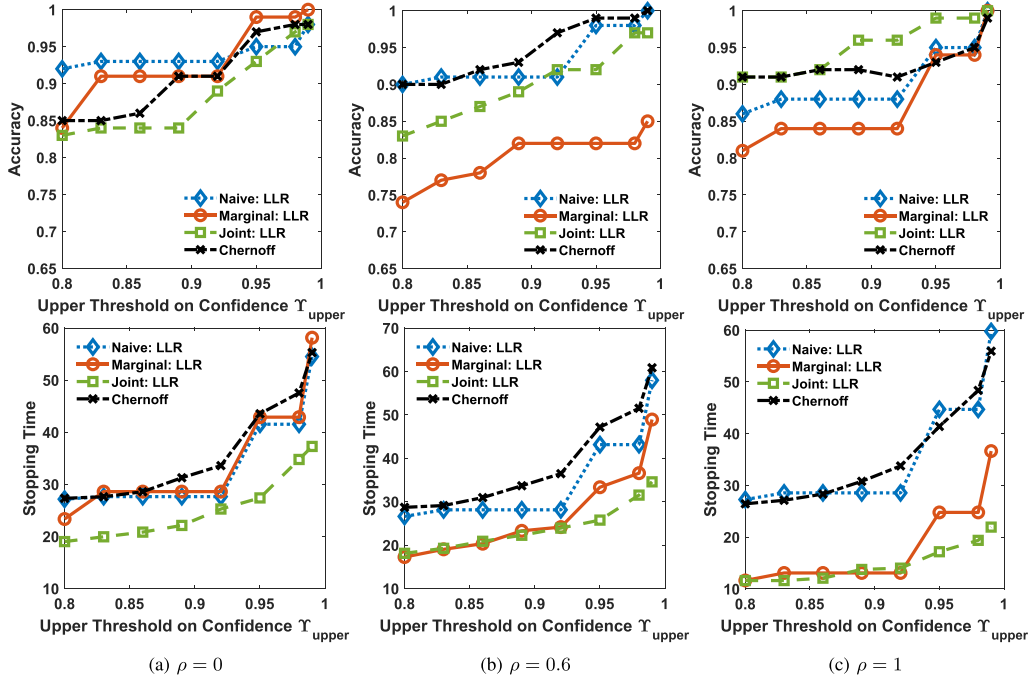 1
0.95
0.9
0.85
0.8
0.75
0.7
0.65
Accuracy
Naive: LLR
Marginal: LLR
Joint: LLR
Chernoff
0.8 0.85 0.9 0.95 1
Upper Threshold on Confidence ϒupper
1
0.95
0.9
0.85
0.8
0.75
0.7
0.65
Accuracy
Naive: LLR
Marginal: LLR
Joint: LLR
Chernoff
0.8 0.85 0.9 0.95 1
Upper Threshold on Confidence ϒupper
1
0.95
0.9
0.85
0.8
0.75
0.7
0.65
Accuracy
Naive: LLR
Marginal: LLR
Joint: LLR
Chernoff
0.8 0.85 0.9 0.95 1
Upper Threshold on Confidence ϒupper
60
50
40
30
20
10
Stopping Time
Naive: LLR
Marginal: LLR
Joint: LLR
Chernoff
0.8 0.85 0.9 0.95 1
Upper Threshold on Confidence ϒupper
70
60
50
40
30
20
10
Stopping Time
Naive: LLR
Marginal: LLR
Joint: LLR
Chernoff
0.8 0.85 0.9 0.95 1
Upper Threshold on Confidence ϒupper
60
50
40
30
20
10
Stopping Time
Naive: LLR
Marginal: LLR
Joint: LLR
Chernoff
0.8 0.85 0.9 0.95 1
Upper Threshold on Confidence ϒupper
(a) ρ = 0
(b) ρ = 0.6
(c) ρ = 1